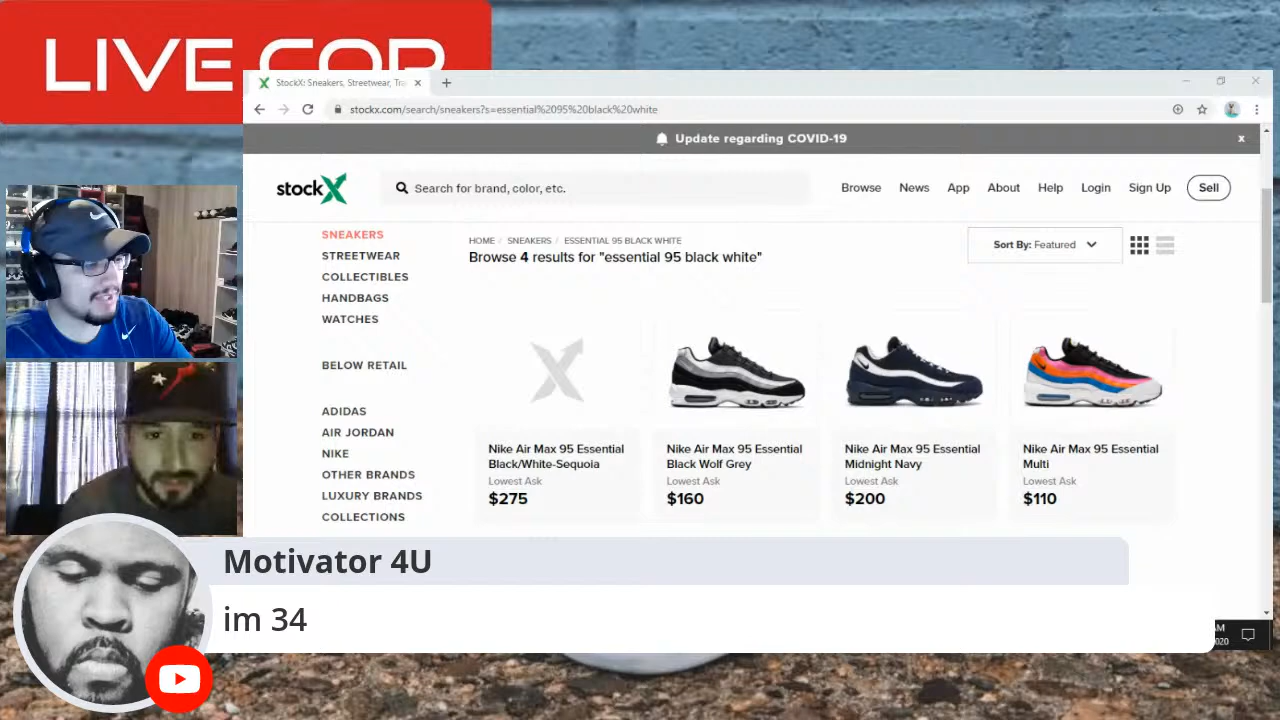 LIVE COP
StockX: Sneakers, Streetwear, Tra
stockx.com/search/sneakers?s=essential%2095%20black%20white
Update regarding COVID-19
x
stockX
Search for brand, color, etc.
Browse
News
App
About
Help
Login
Sign Up
Sell
SNEAKERS
STREETWEAR
COLLECTIBLES
HANDBAGS
WATCHES
BELOW RETAIL
ADIDAS
AIR JORDAN
NIKE
OTHER BRANDS
LUXURY BRANDS
COLLECTIONS
HOME / SNEAKERS / ESSENTIAL 95 BLACK WHITE
Browse 4 results for "essential 95 black white"
Sort By: Featured
Nike Air Max 95 Essential
Black/White-Sequoia
Lowest Ask
$275
Nike Air Max 95 Essential
Black Wolf Grey
Lowest Ask
$160
Nike Air Max 95 Essential
Midnight Navy
Lowest Ask
$200
Nike Air Max 95 Essential
Multi
Lowest Ask
$110
Motivator 4U
im 34
AM
020